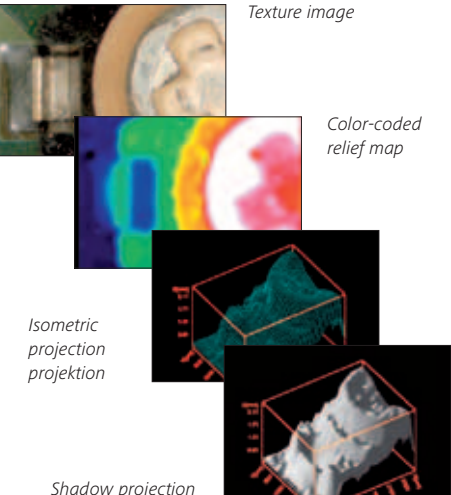 Texture image
Color-coded
relief map
Isometric
projection
projektion
Shadow projection